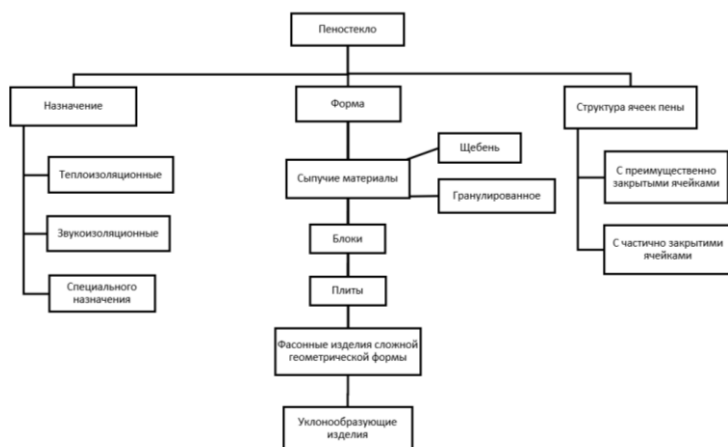 Пеностекло
Назначение
Форма
Структура ячеек пены
Щебень
Теплоизоляционные
Сыпучие материалы
С преимущественно
закрытыми ячейками
Гранулированное
Звукоизоляционные
Блоки
С частично закрытими
ячейками
Специального
назначения
Плиты
Фасонные изделия сложной
геометрической формы
Уклонообразующие
изделия